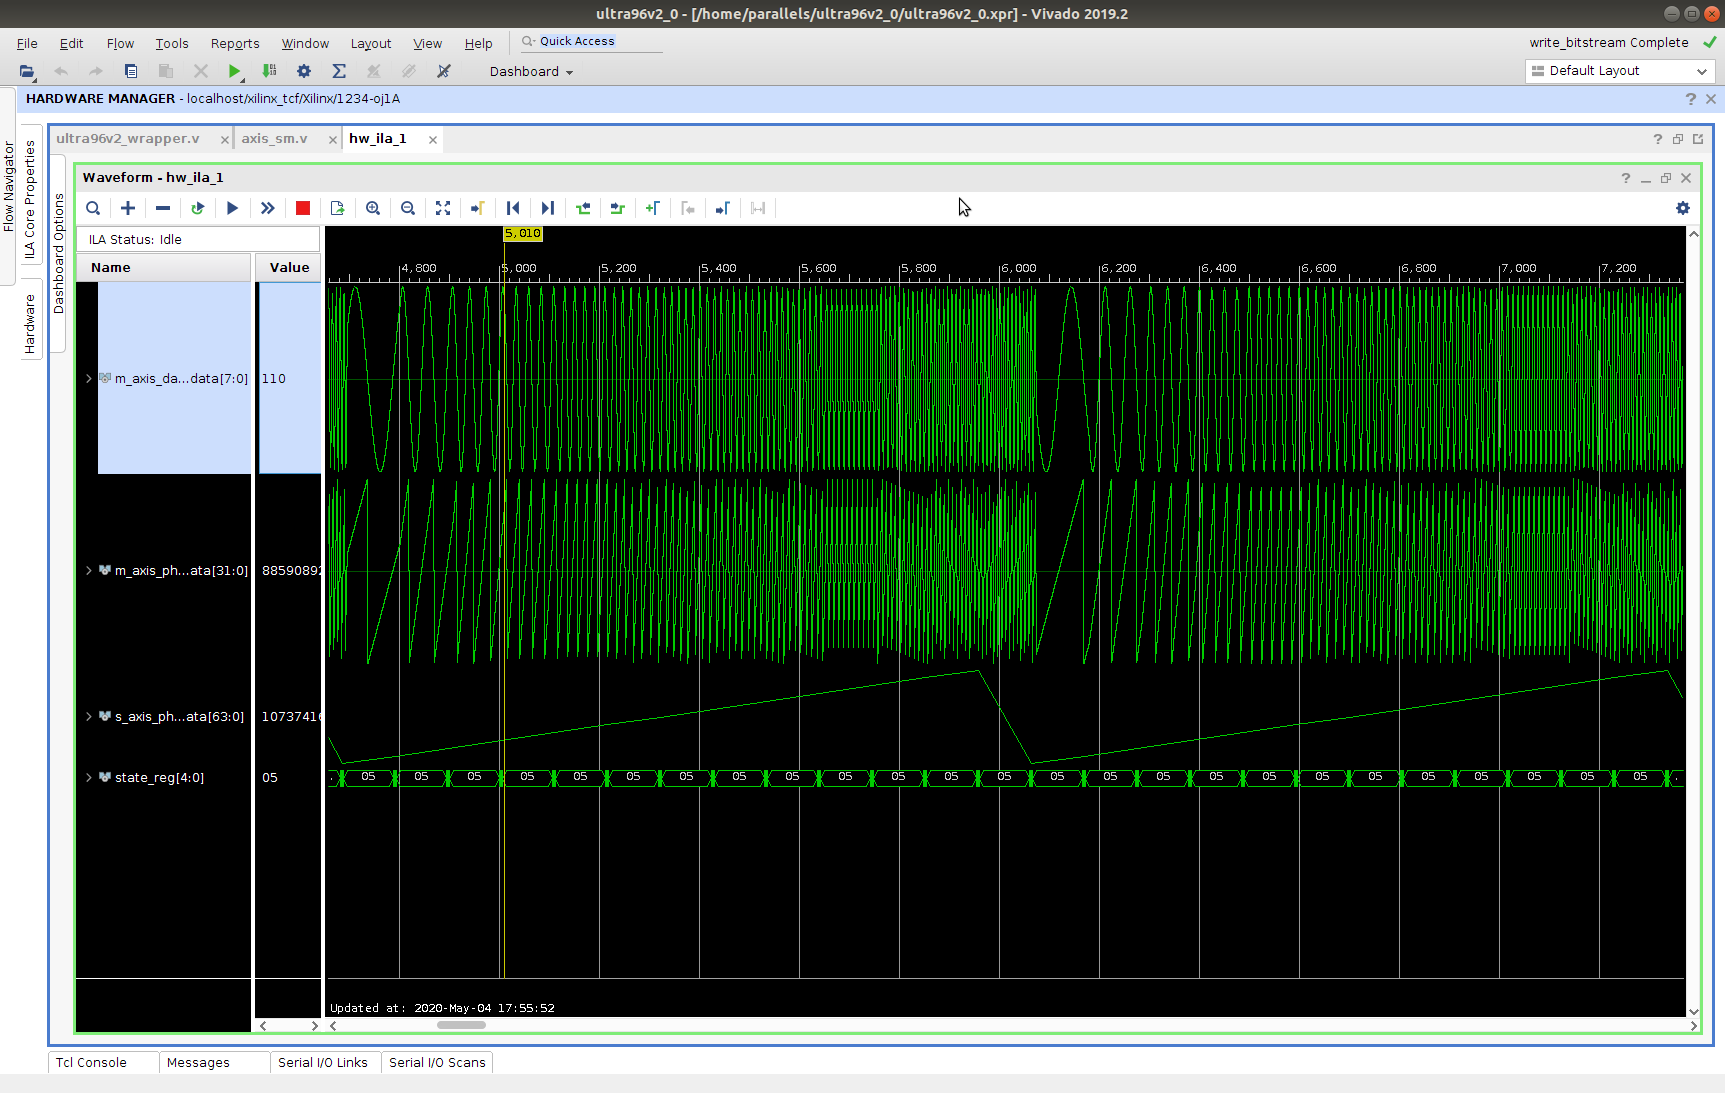 ultra96v2_0 - [/home/parallels/ultra96v2_0/ultra96v2_0.xpr] - Vivado 2019.2
File Edit Flow Tools Reports Window Layout View Help Quick Access write_bitstream Complete
Dashboard Default Layout
HARDWARE MANAGER - localhost/xilinx_tcf/Xilinx/1234-oj1A
Flow Navigator
ILA Core Properties
Hardware
Dashboard Options
ultra96v2_wrapper.v axis_sm.v hw_ila_1
Waveform - hw_ila_1
ILA Status: Idle
5,010
Name Value
4,800 5,000 5,200 5,400 5,600 5,800 6,000 6,200 6,400 6,600 6,800 7,000 7,200
m_axis_da...data[7:0] 110
m_axis_ph...ata[31:0] 88590892
s_axis_ph...ata[63:0] 10737416
state_reg[4:0] 05 05 05 05 05 05 05 05 05 05 05 05 05 05 05 05 05 05 05 05 05 05 05 05 05 05
Updated at: 2020-May-04 17:55:52
Tcl Console Messages Serial I/O Links Serial I/O Scans